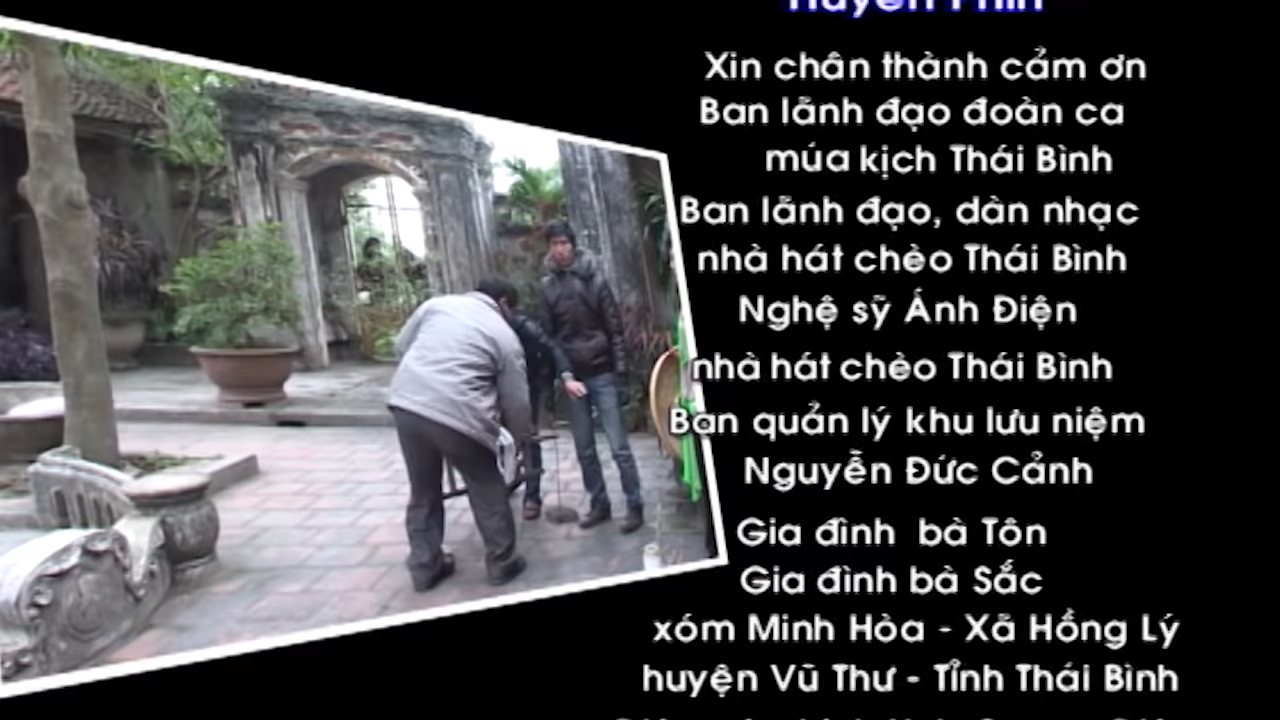 Xin chân thành cảm ơn
Ban lãnh đạo đoàn ca
múa kịch Thái Bình
Ban lãnh đạo, dàn nhạc
nhà hát chèo Thái Bình
Nghệ sỹ Ánh Điện
nhà hát chèo Thái Bình
Ban quản lý khu lưu niệm
Nguyễn Đức Cảnh
Gia đình bà Tôn
Gia đình bà Sắc
xóm Minh Hòa - Xã Hồng Lý
huyện Vũ Thư - Tỉnh Thái Bình